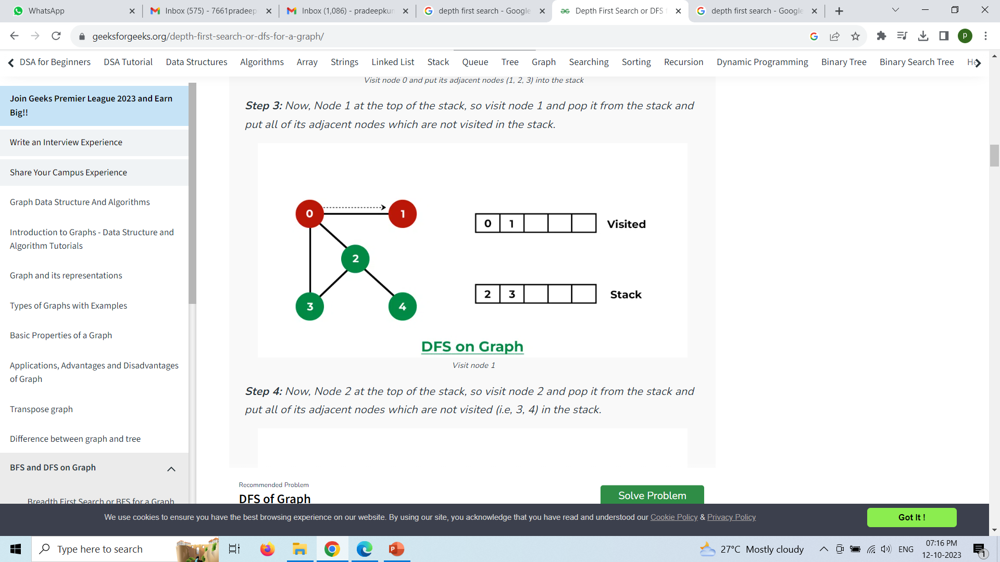 WhatsApp
Inbox (575) - 7661pradeep
Inbox (1,086) - pradeepkur
depth first search - Google
Depth First Search or DFS f
depth first search - Google
geeksforgeeks.org/depth-first-search-or-dfs-for-a-graph/
p
DSA for Beginners DSA Tutorial Data Structures Algorithms Array Strings Linked List Stack Queue Tree Graph Searching Sorting Recursion Dynamic Programming Binary Tree Binary Search Tree
Join Geeks Premier League 2023 and Earn
Big!!
Write an Interview Experience
Share Your Campus Experience
Graph Data Structure And Algorithms
Introduction to Graphs - Data Structure and
Algorithm Tutorials
Graph and its representations
Types of Graphs with Examples
Basic Properties of a Graph
Applications, Advantages and Disadvantages
of Graph
Transpose graph
Difference between graph and tree
BFS and DFS on Graph
Breadth First Search or BFS for a Graph
Visit node 0 and put its adjacent nodes (1, 2, 3) into the stack
Step 3: Now, Node 1 at the top of the stack, so visit node 1 and pop it from the stack and
put all of its adjacent nodes which are not visited in the stack.
0 1
2
3 4
0 1 Visited
2 3 Stack
DFS on Graph
Visit node 1
Step 4: Now, Node 2 at the top of the stack, so visit node 2 and pop it from the stack and
put all of its adjacent nodes which are not visited (i.e, 3, 4) in the stack.
Recommended Problem
DFS of Graph
Solve Problem
We use cookies to ensure you have the best browsing experience on our website. By using our site, you acknowledge that you have read and understood our Cookie Policy & Privacy Policy
Got It !
Type here to search
27°C Mostly cloudy
ENG
07:16 PM
12-10-2023
1